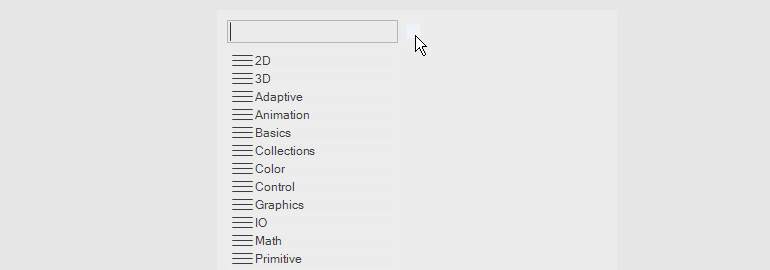 2D
3D
Adaptive
Animation
Basics
Collections
Color
Control
Graphics
IO
Math
Primitive